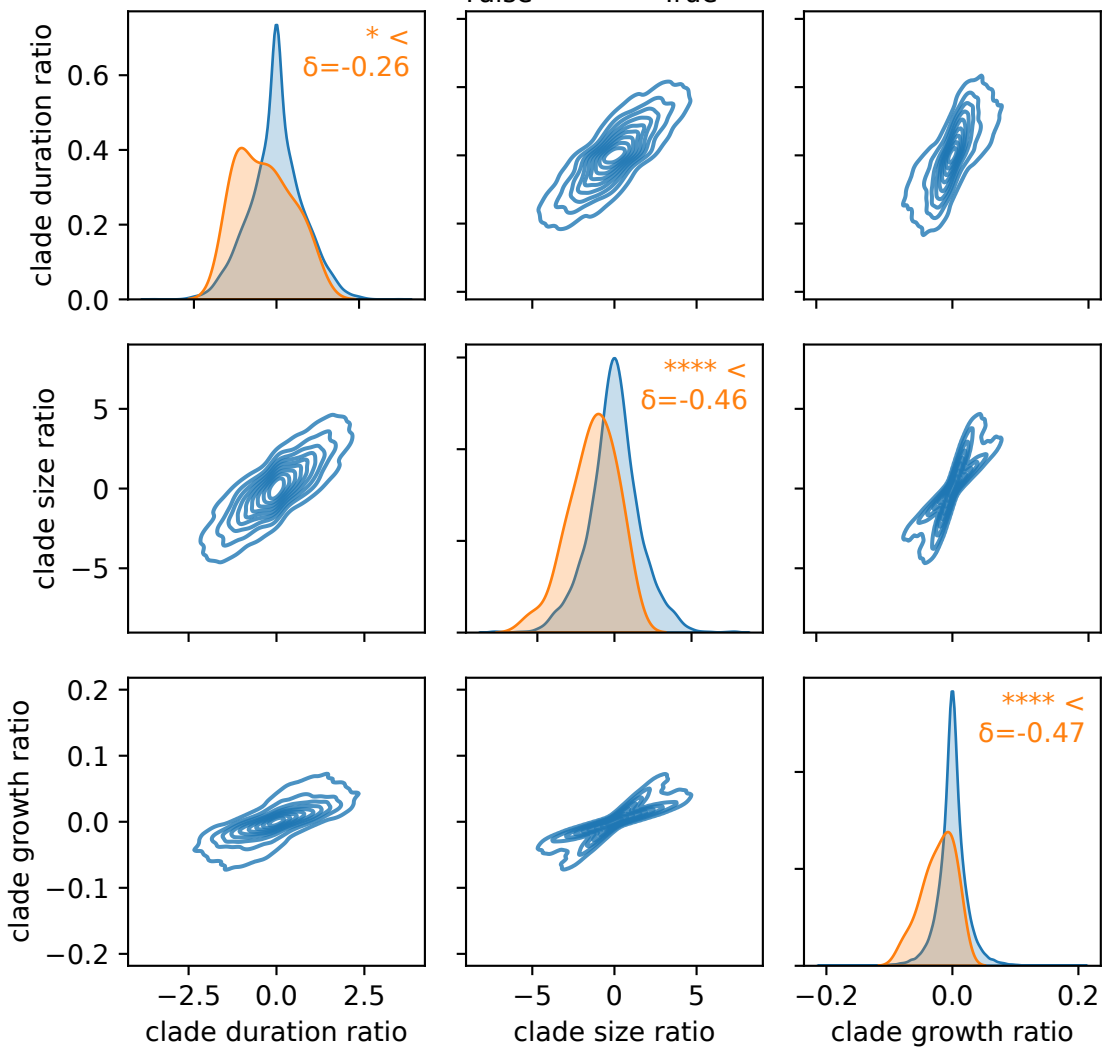 True
clade duration ratio
0.6
0.4
0.2
0.0
* <
δ=-0.26
clade size ratio
5
0
−5
**** <
δ=-0.46
clade growth ratio
0.2
0.1
0.0
−0.1
−0.2
**** <
δ=-0.47
−2.5 0.0 2.5
−5 0 5
−0.2 0.0 0.2
clade duration ratio
clade size ratio
clade growth ratio